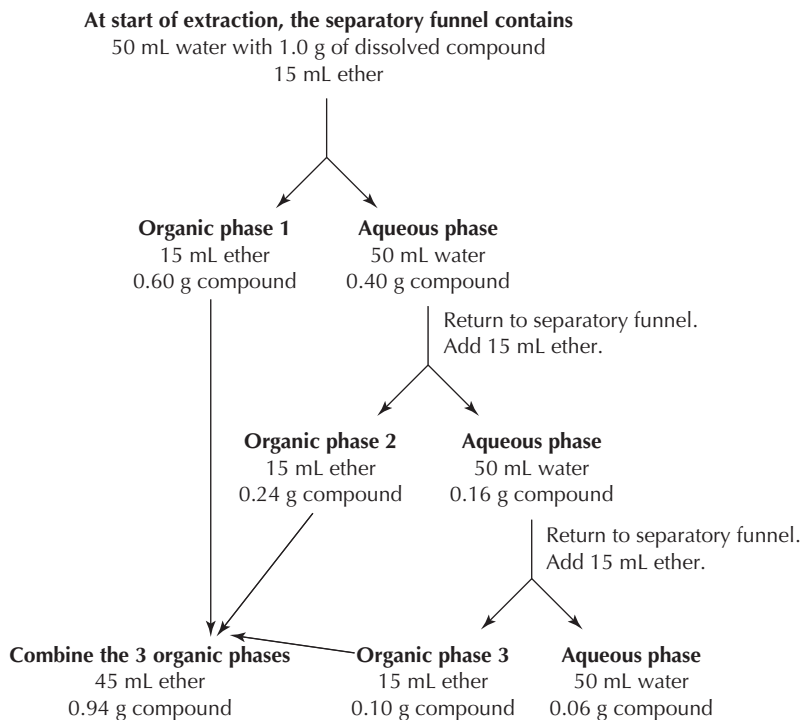 At start of extraction, the separatory funnel contains
50 mL water with 1.0 g of dissolved compound
15 mL ether
Organic phase 1
15 mL ether
0.60 g compound
Aqueous phase
50 mL water
0.40 g compound
Return to separatory funnel.
Add 15 mL ether.
Organic phase 2
15 mL ether
0.24 g compound
Aqueous phase
50 mL water
0.16 g compound
Return to separatory funnel.
Add 15 mL ether.
Combine the 3 organic phases
45 mL ether
0.94 g compound
Organic phase 3
15 mL ether
0.10 g compound
Aqueous phase
50 mL water
0.06 g compound